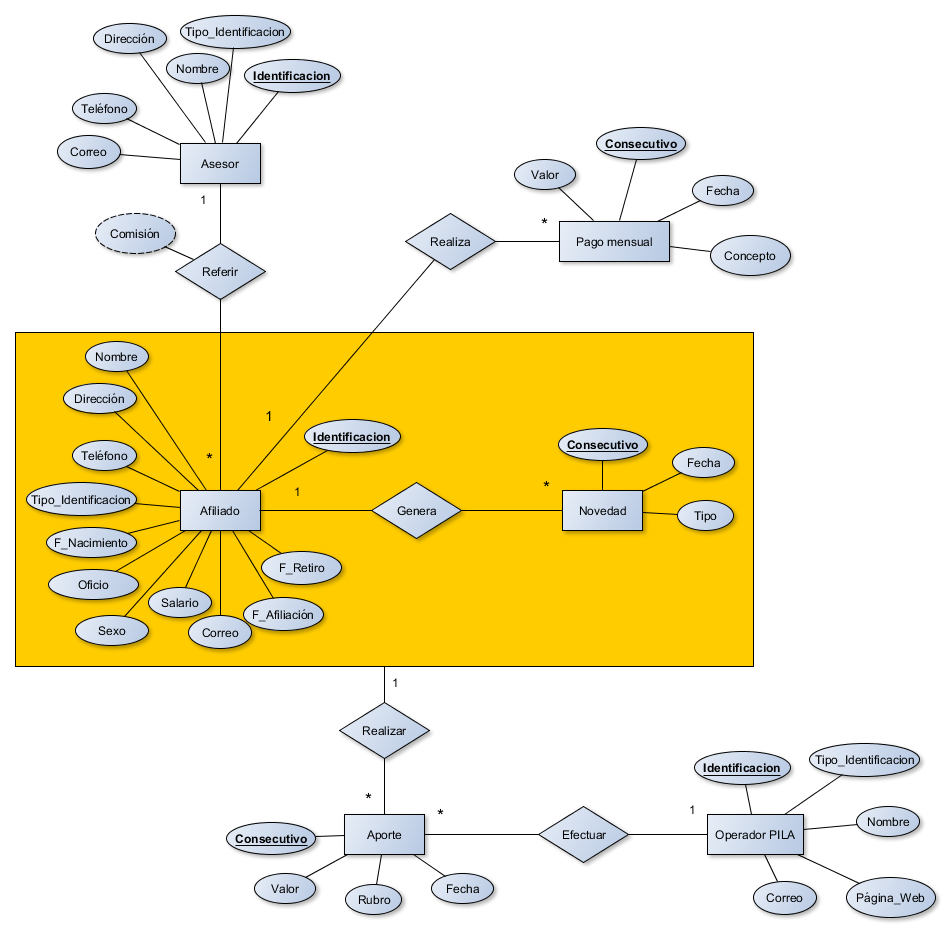 Dirección
Tipo_Identificacion
Nombre
Identificacion
Teléfono
Correo
Asesor
1
Comisión
Referir
Consecutivo
Valor
Fecha
*
Realiza
Pago mensual
Concepto
Nombre
Dirección
1
Identificacion
Teléfono
*
Consecutivo
Fecha
Tipo_Identificacion
1
*
Afiliado
Genera
Novedad
Tipo
F_Nacimiento
F_Retiro
Oficio
Salario
F_Afiliación
Sexo
Correo
1
Realizar
Identificacion
Tipo_Identificacion
*
*
1
Nombre
Consecutivo
Aporte
Efectuar
Operador PILA
Valor
Rubro
Fecha
Correo
Página_Web